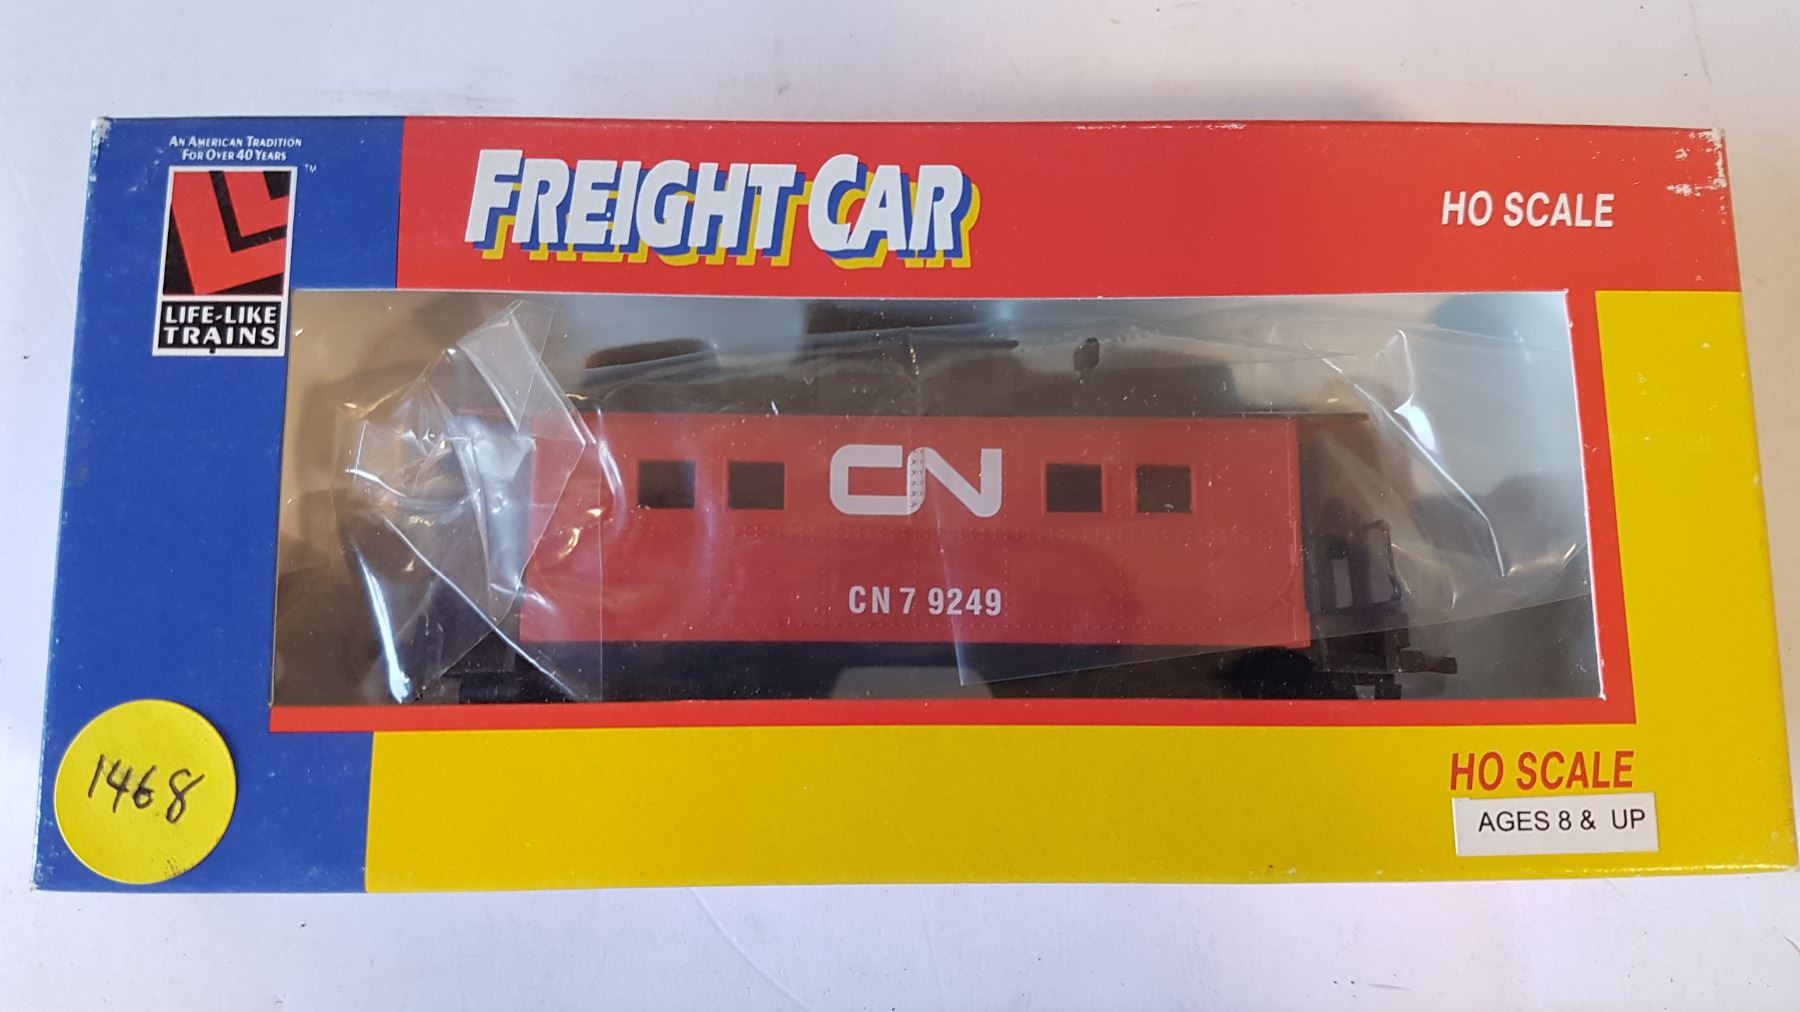 AN AMERICAN TRADITION
FOR OVER 40 YEARS
TM
LIFE-LIKE
TRAINS
FREIGHT CAR
HO SCALE
CN
CN 7 9249
1468
HO SCALE
AGES 8 & UP